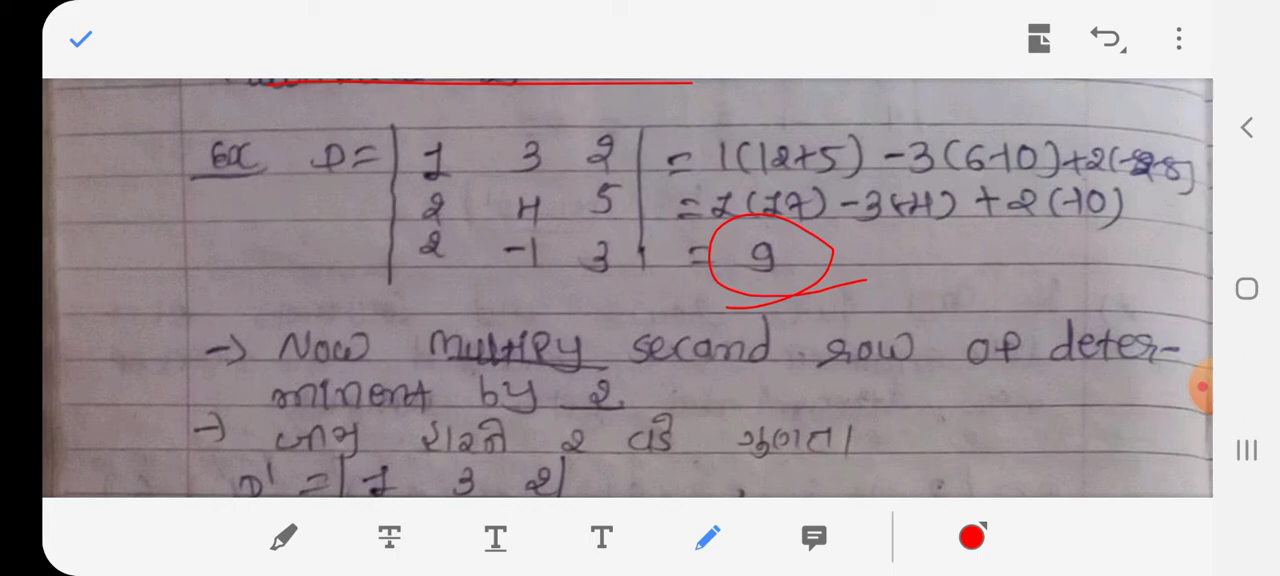 Ex D = | 1 3 2 | = 1(12+5) -3(6-10)+2(-2-8)
| 2 4 5 | = 1(17) -3(-4) +2(-10)
| 2 -1 3 | = 9
→ Now multiply second row of deter-
minent by 2.
→ 2 વડે ગુણતા
D' = | 1 3 2 |